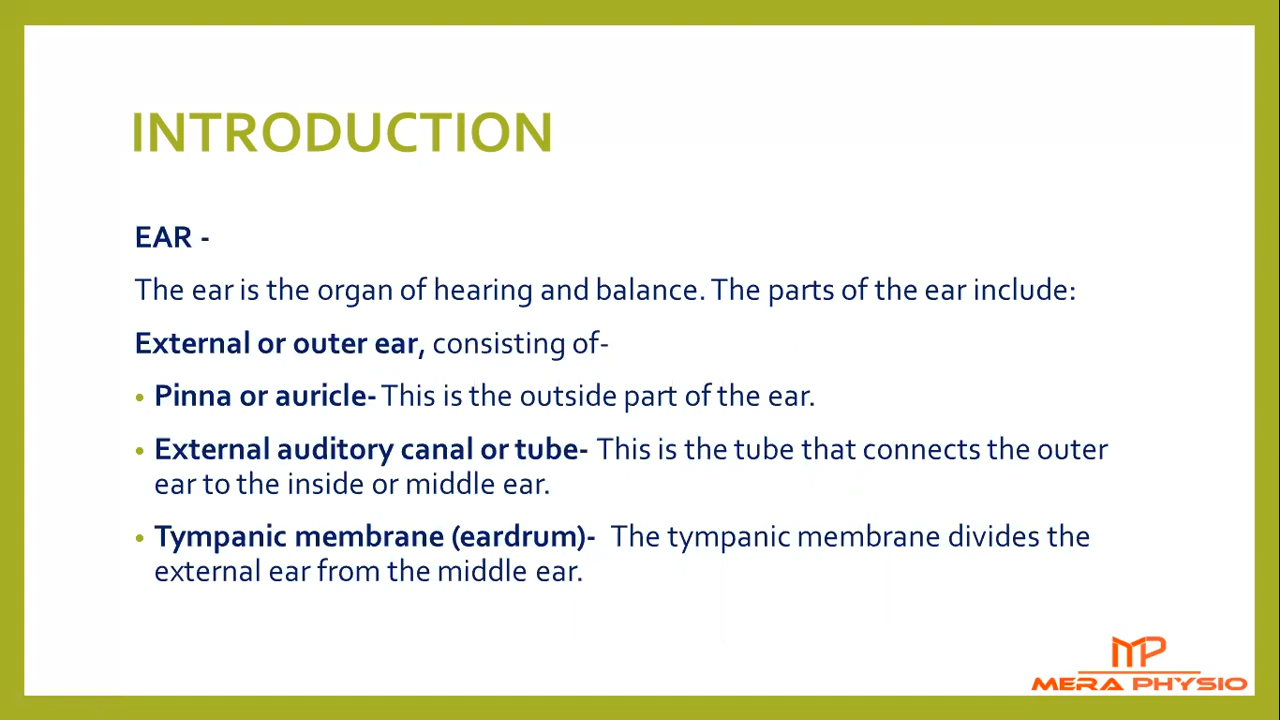 INTRODUCTION
EAR -
The ear is the organ of hearing and balance. The parts of the ear include:
External or outer ear, consisting of-
• Pinna or auricle- This is the outside part of the ear.
• External auditory canal or tube- This is the tube that connects the outer
ear to the inside or middle ear.
• Tympanic membrane (eardrum)- The tympanic membrane divides the
external ear from the middle ear.
MP
MERA PHYSIO